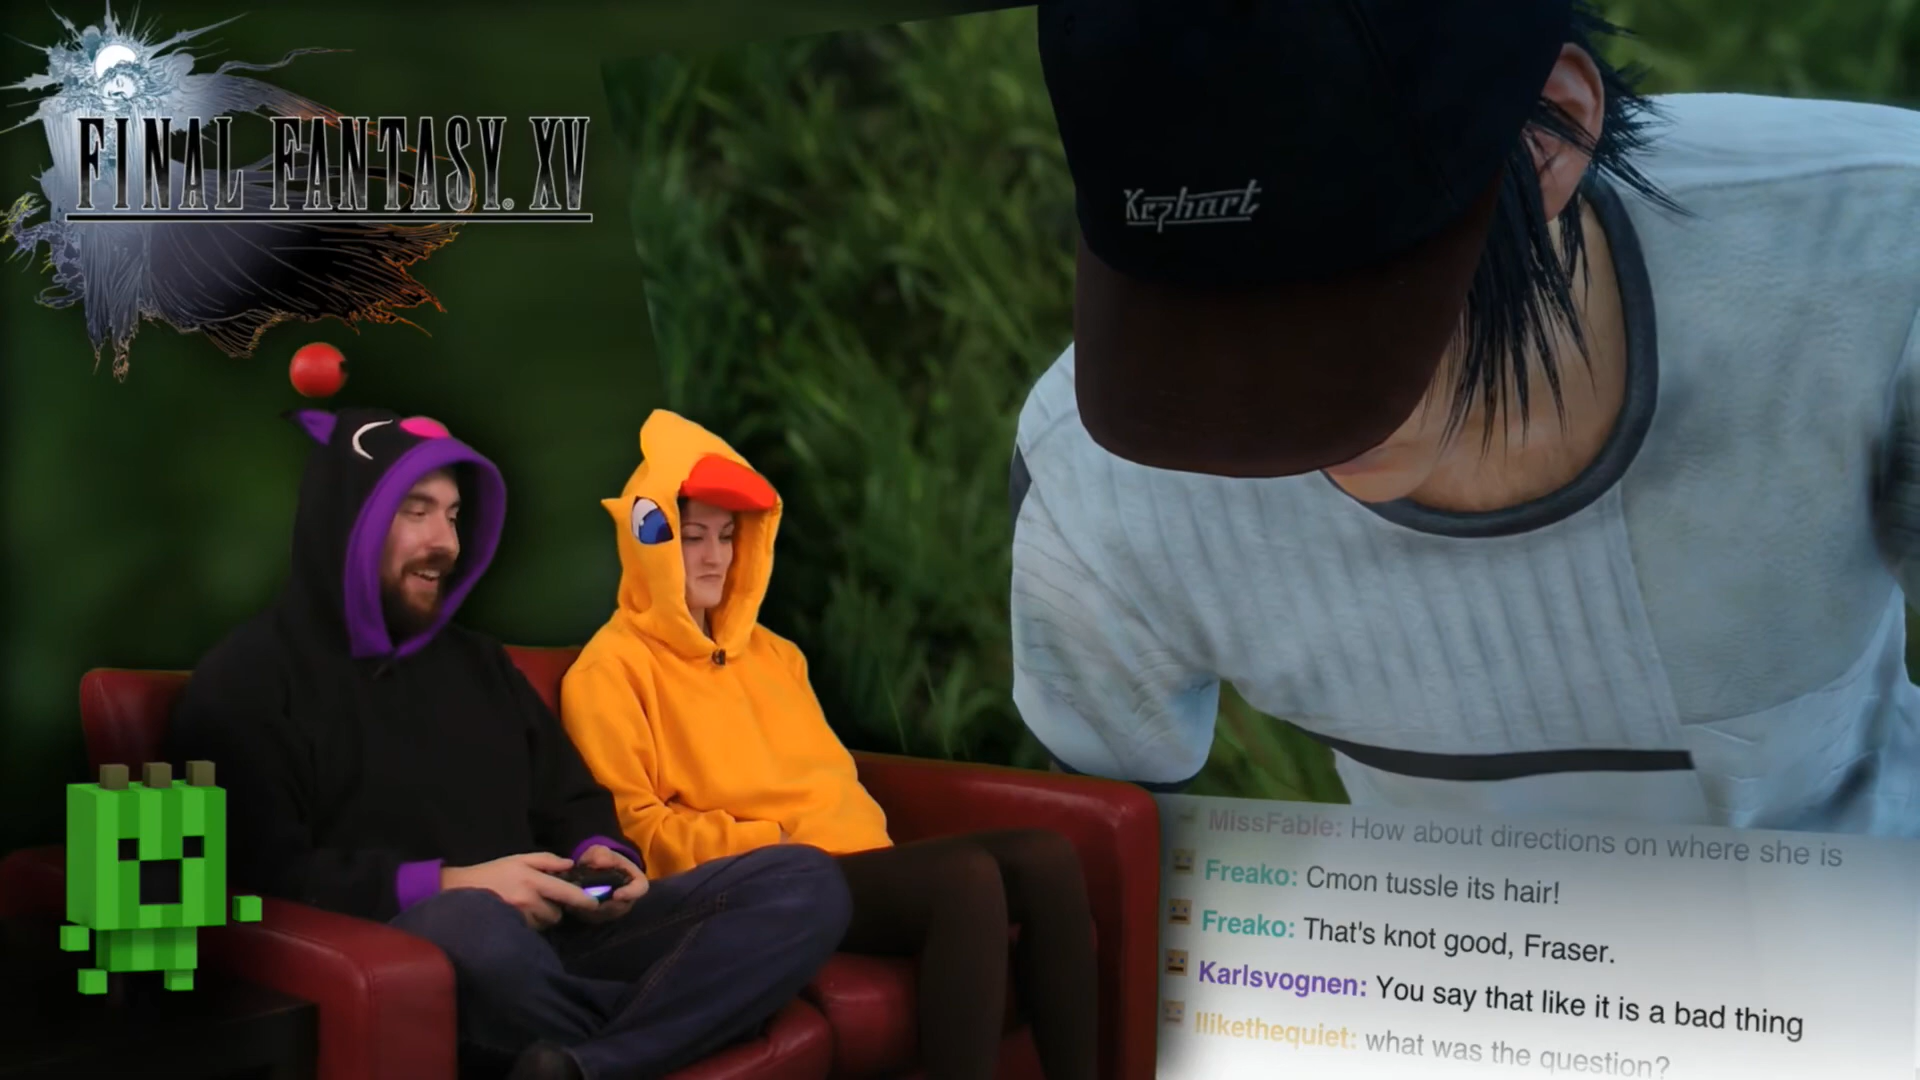 FINAL FANTASY XV
Kephart
MissFable: How about directions on where she is
Freako: Cmon tussle its hair!
Freako: That's knot good, Fraser.
Karlsvognen: You say that like it is a bad thing
Ilikethequiet: what was the question?